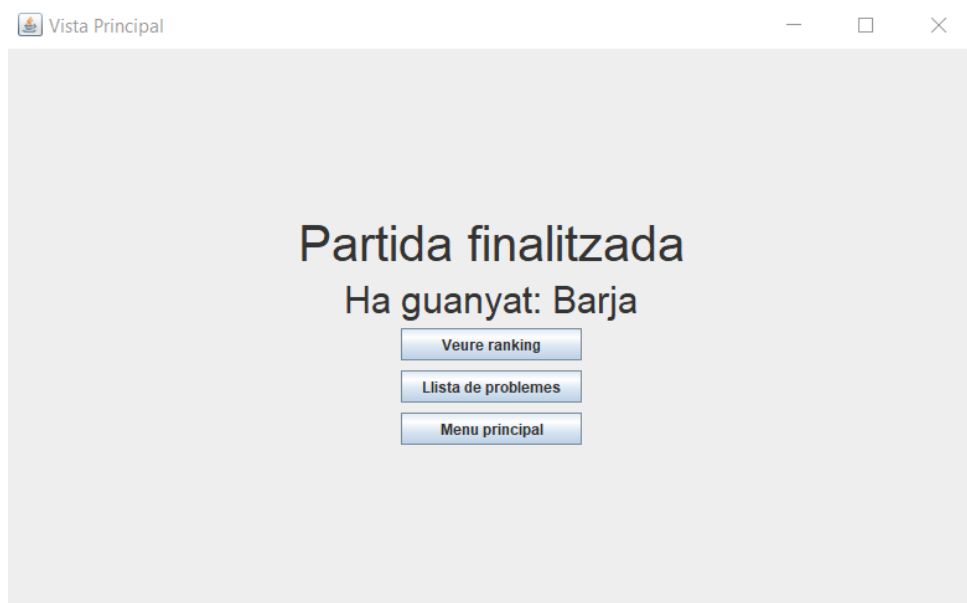 Vista Principal
Partida finalitzada
Ha guanyat: Barja
Veure ranking
Llista de problemes
Menu principal